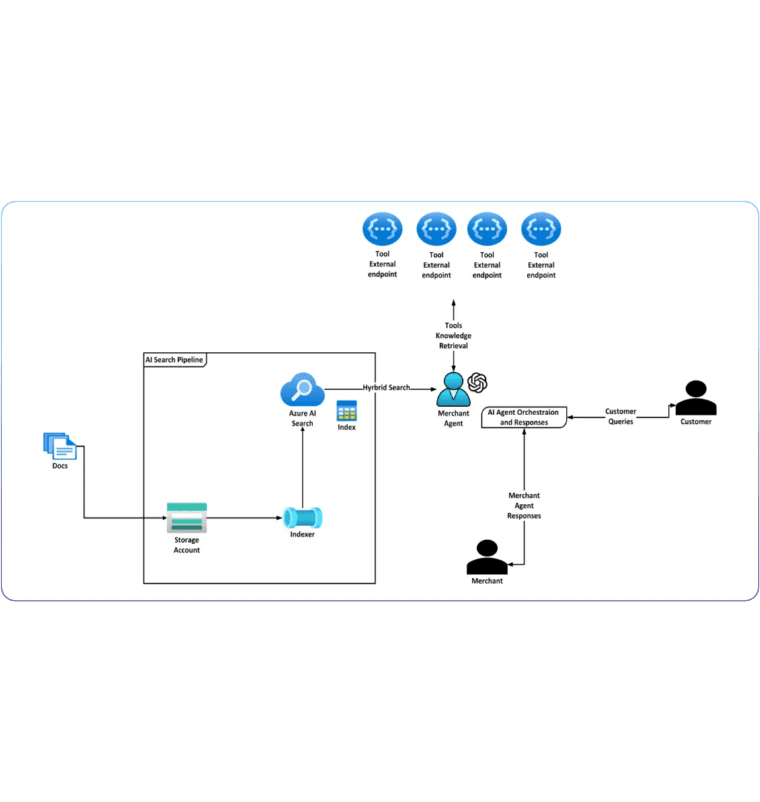 Tool
External
endpoint
Tool
External
endpoint
Tool
External
endpoint
Tool
External
endpoint
Tools
Knowledge
Retrieval
AI Search Pipeline
Azure AI
Search
Index
Hyrbrid Search
Merchant
Agent
AI Agent Orchestraion
and Responses
Customer
Queries
Customer
Docs
Storage
Account
Indexer
Merchant
Agent
Responses
Merchant